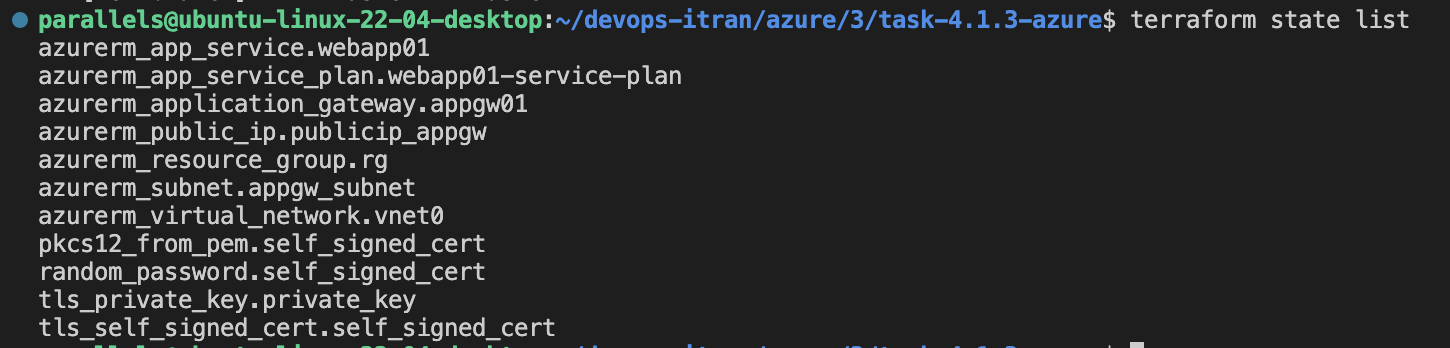 parallels@ubuntu-linux-22-04-desktop:~/devops-itran/azure/3/task-4.1.3-azure$ terraform state list
azurerm_app_service.webapp01
azurerm_app_service_plan.webapp01-service-plan
azurerm_application_gateway.appgw01
azurerm_public_ip.publicip_appgw
azurerm_resource_group.rg
azurerm_subnet.appgw_subnet
azurerm_virtual_network.vnet0
pkcs12_from_pem.self_signed_cert
random_password.self_signed_cert
tls_private_key.private_key
tls_self_signed_cert.self_signed_cert